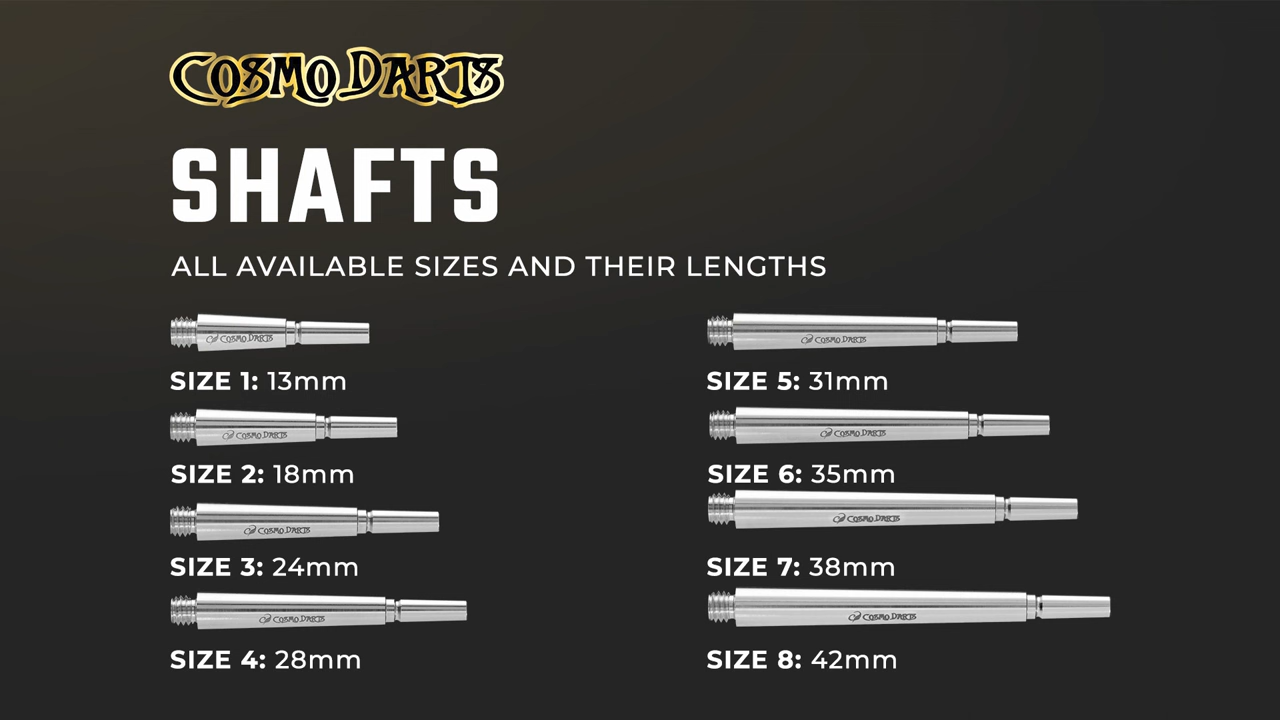 COSMO DARTS
SHAFTS
ALL AVAILABLE SIZES AND THEIR LENGTHS
COSMO DARTS
SIZE 1: 13mm
COSMO DARTS
SIZE 2: 18mm
COSMO DARTS
SIZE 3: 24mm
COSMO DARTS
SIZE 4: 28mm
COSMO DARTS
SIZE 5: 31mm
COSMO DARTS
SIZE 6: 35mm
COSMO DARTS
SIZE 7: 38mm
COSMO DARTS
SIZE 8: 42mm